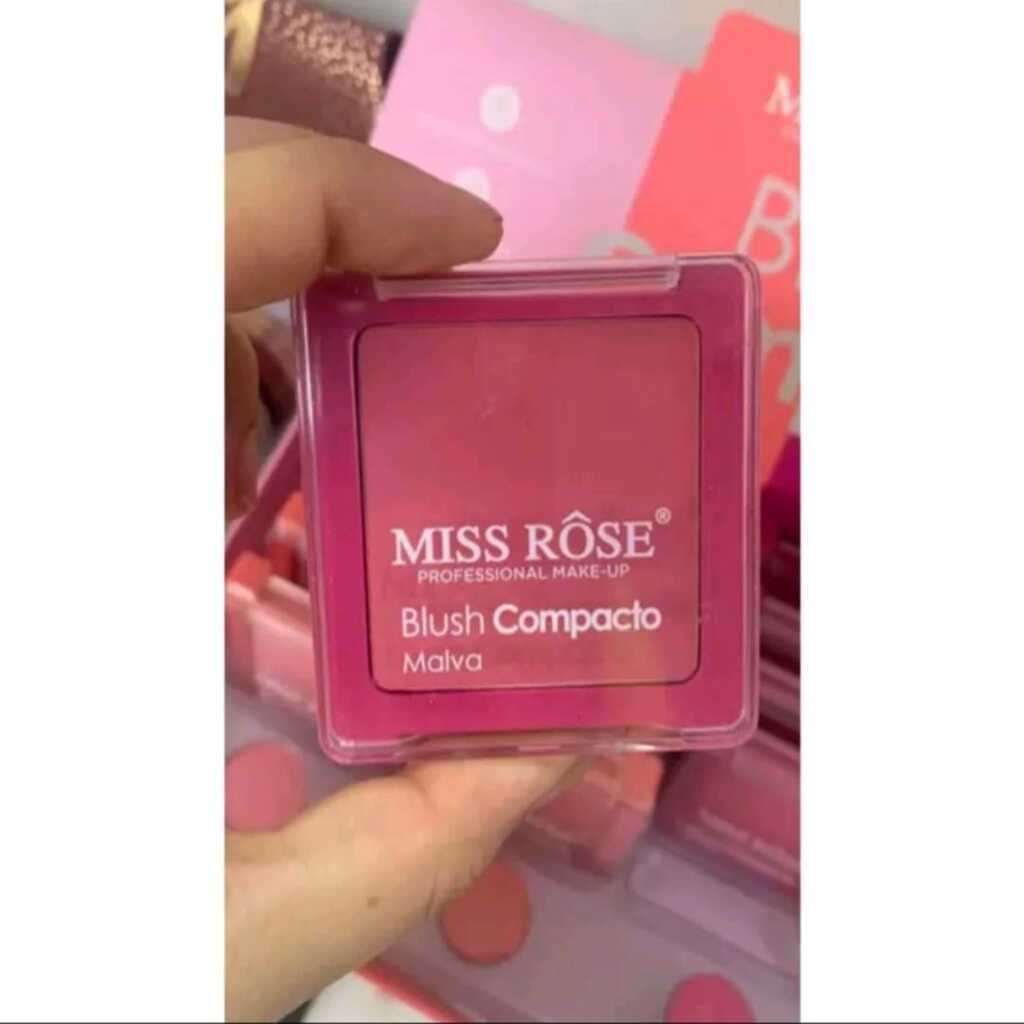 MISS RÔSE®
PROFESSIONAL MAKE-UP
Blush Compacto
Malva